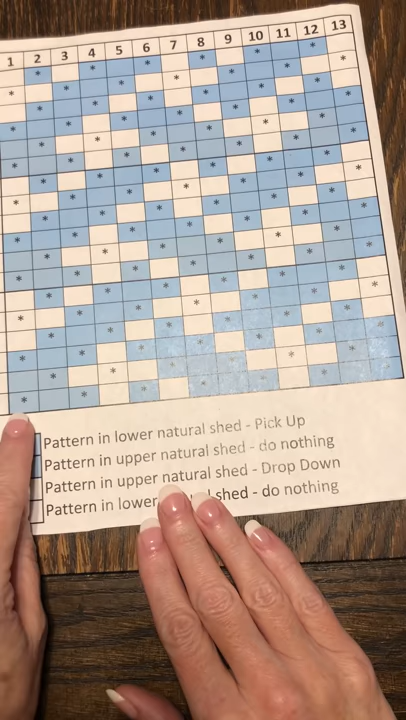 1 2 3 4 5 6 7 8 9 10 11 12 13
Pattern in lower natural shed - Pick Up
Pattern in upper natural shed - do nothing
Pattern in upper natural shed - Drop Down
Pattern in lower shed - do nothing